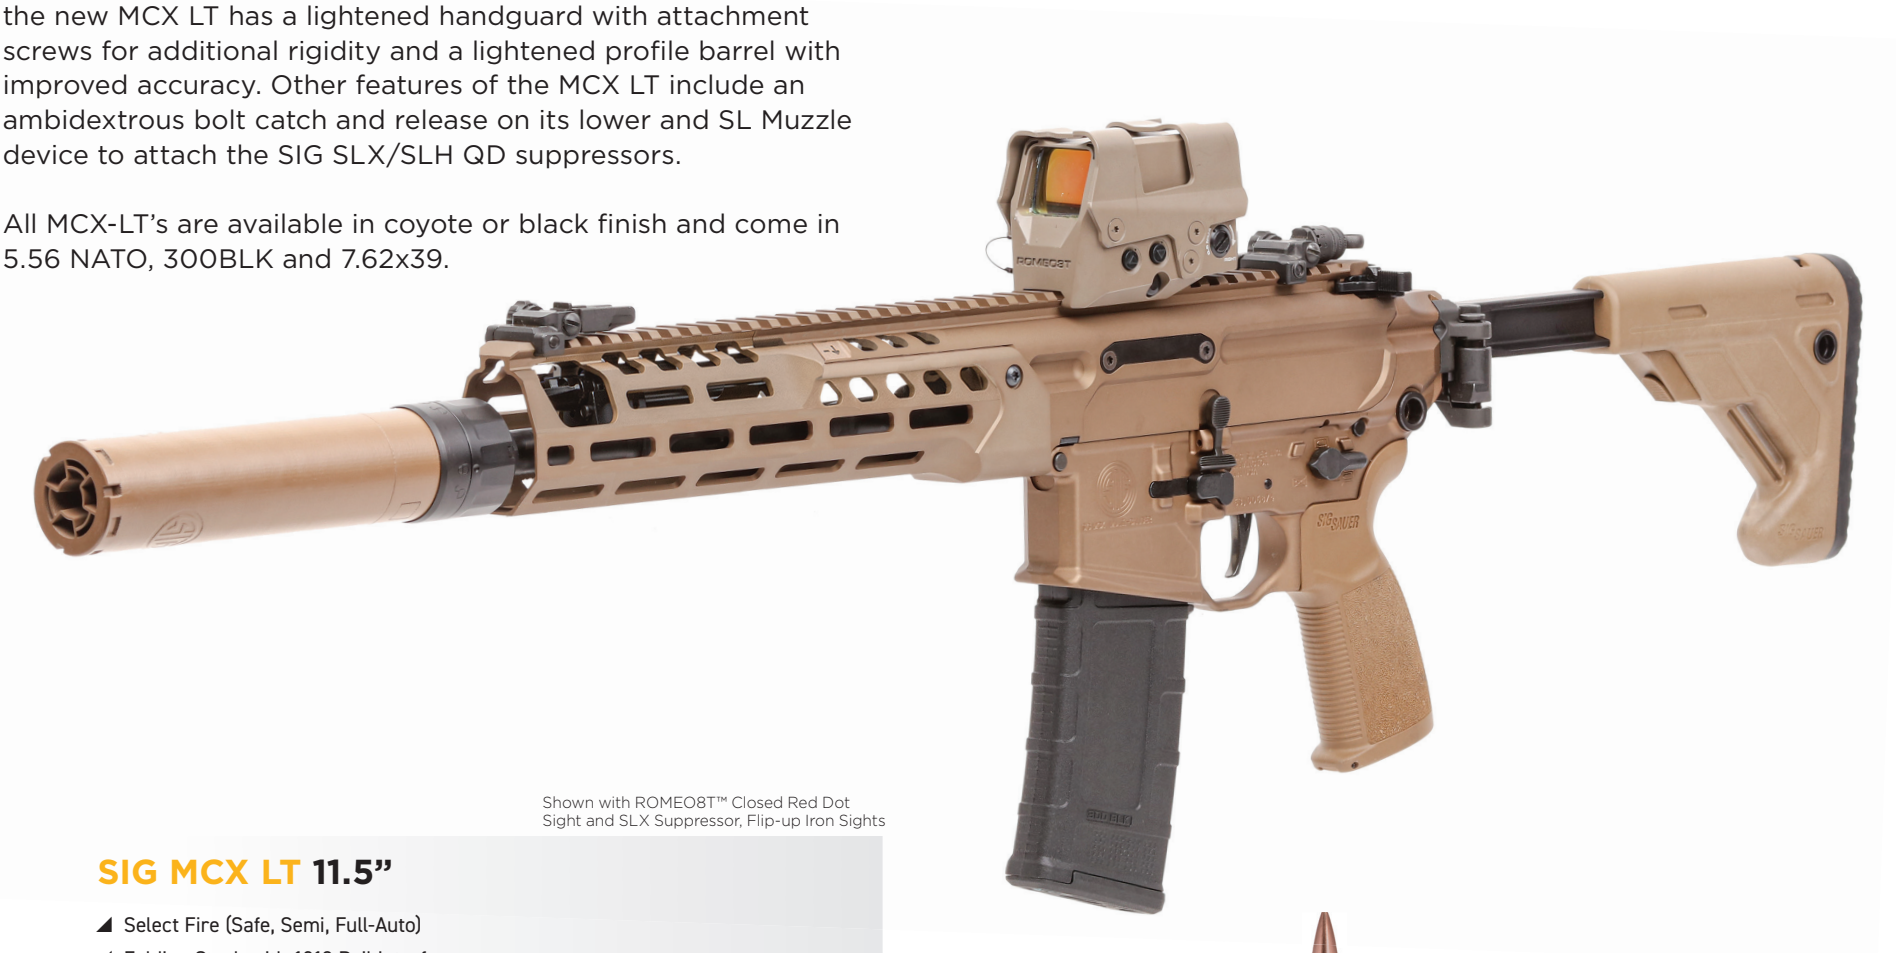 the new MCX LT has a lightened handguard with attachment
screws for additional rigidity and a lightened profile barrel with
improved accuracy. Other features of the MCX LT include an
ambidextrous bolt catch and release on its lower and SL Muzzle
device to attach the SIG SLX/SLH QD suppressors.
All MCX-LT’s are available in coyote or black finish and come in
5.56 NATO, 300BLK and 7.62x39.
ROMEO8T
SIG SAUER
SIG SAUER
300 BLK
Shown with ROMEO8T™ Closed Red Dot
Sight and SLX Suppressor, Flip-up Iron Sights
SIG MCX LT 11.5”
Select Fire (Safe, Semi, Full-Auto)